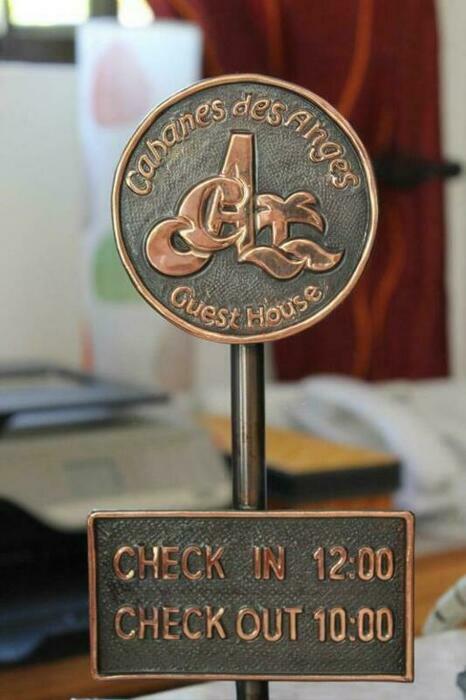 Cabanes des Anges
Guest House
CHECK IN 12:00
CHECK OUT 10:00